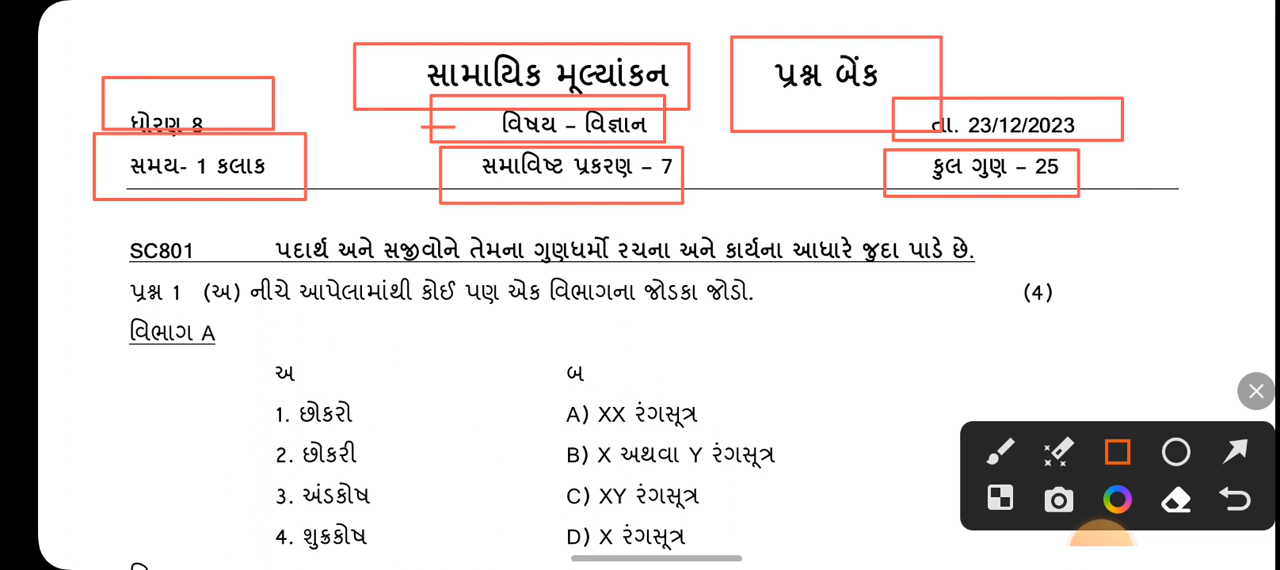 સામાયિક મૂલ્યાંકન પ્રશ્ન બેંક
ધોરણ 8 વિષય – વિજ્ઞાન તા. 23/12/2023
સમય- 1 કલાક સમાવિષ્ટ પ્રકરણ – 7 કુલ ગુણ – 25
SC801 પદાર્થ અને સજીવોને તેમના ગુણધર્મો રચના અને કાર્યના આધારે જુદા પાડે છે.
પ્રશ્ન 1 (અ) નીચે આપેલામાંથી કોઈ પણ એક વિભાગના જોડકા જોડો. (4)
વિભાગ A
અ બ
1. છોકરો A) XX રંગસૂત્ર
2. છોકરી B) X અથવા Y રંગસૂત્ર
3. અંડકોષ C) XY રંગસૂત્ર
4. શુક્રકોષ D) X રંગસૂત્ર